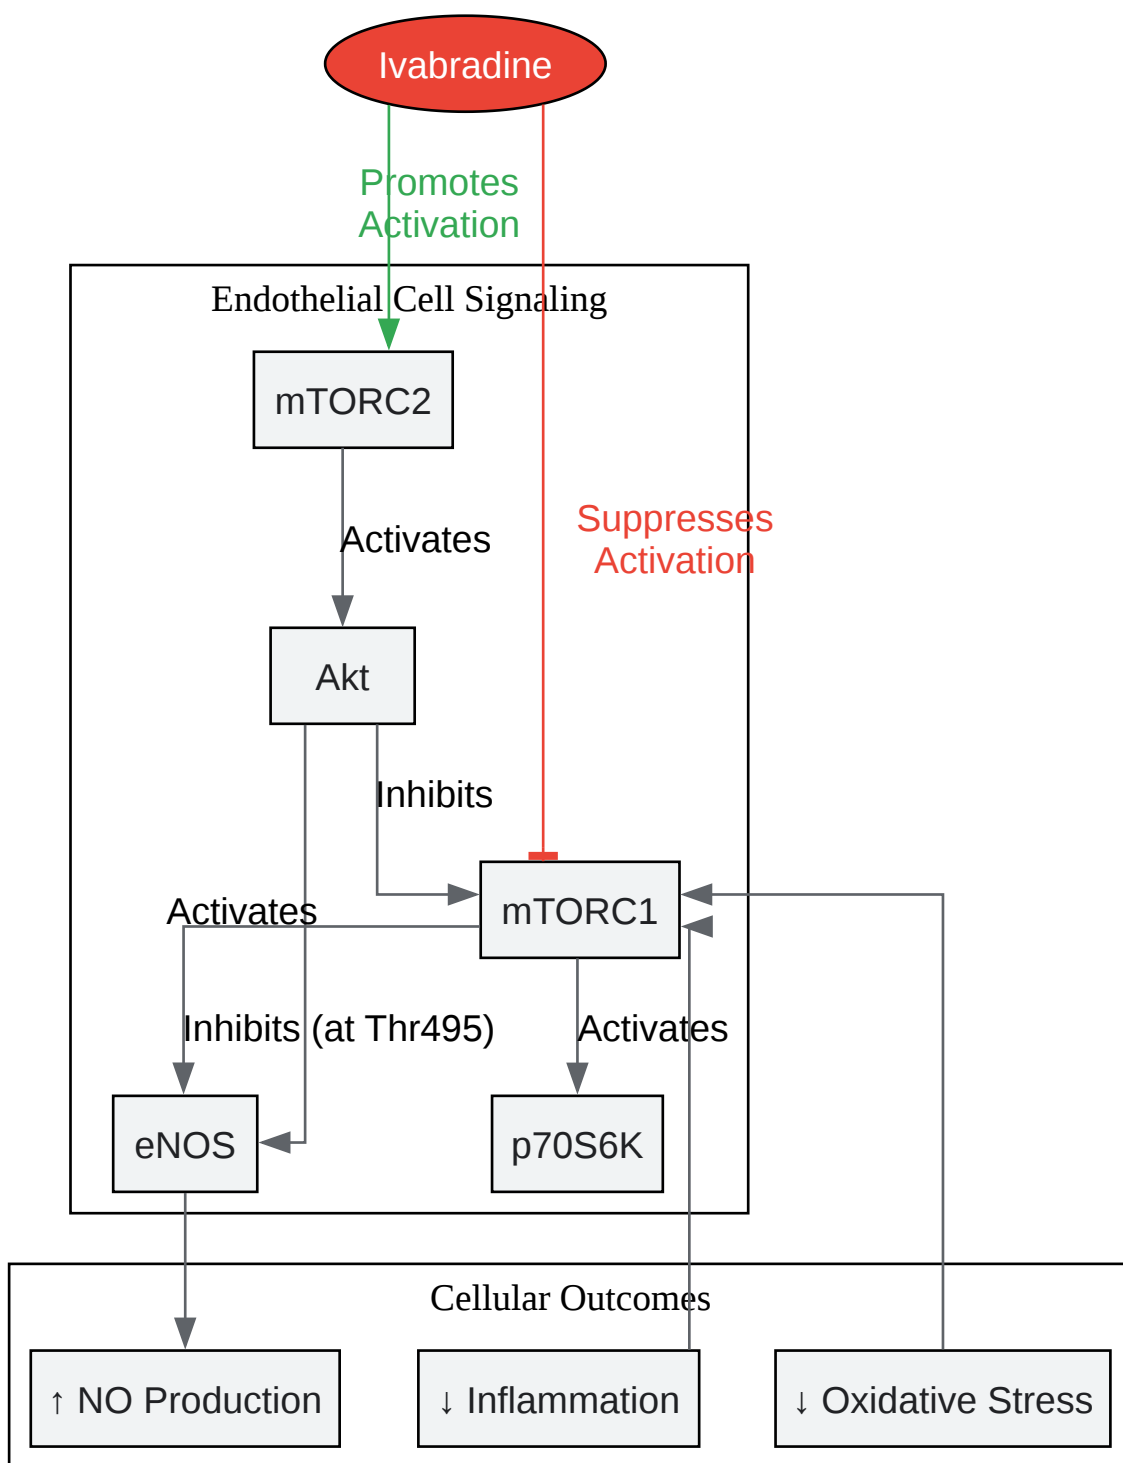 Ivabradine
Promotes
Activation
Endothelial Cell Signaling
mTORC2
Suppresses
Activation
Activates
Akt
Inhibits
Activates
mTORC1
Inhibits (at Thr495)
Activates
eNOS
p70S6K
Cellular Outcomes
↑ NO Production
↓ Inflammation
↓ Oxidative Stress